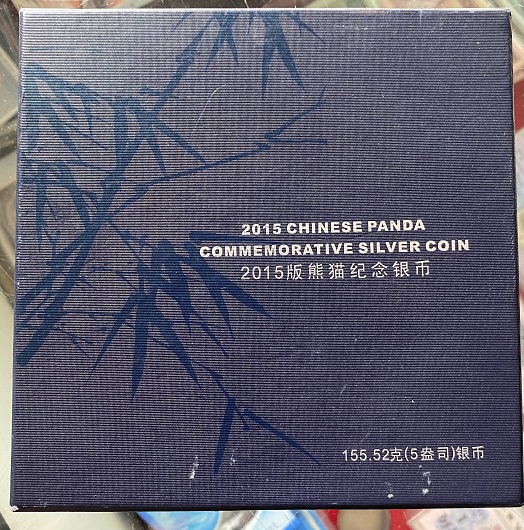 2015 CHINESE PANDA
COMMEMORATIVE SILVER COIN
2015版熊猫纪念银币
155.52克(5盎司)银币